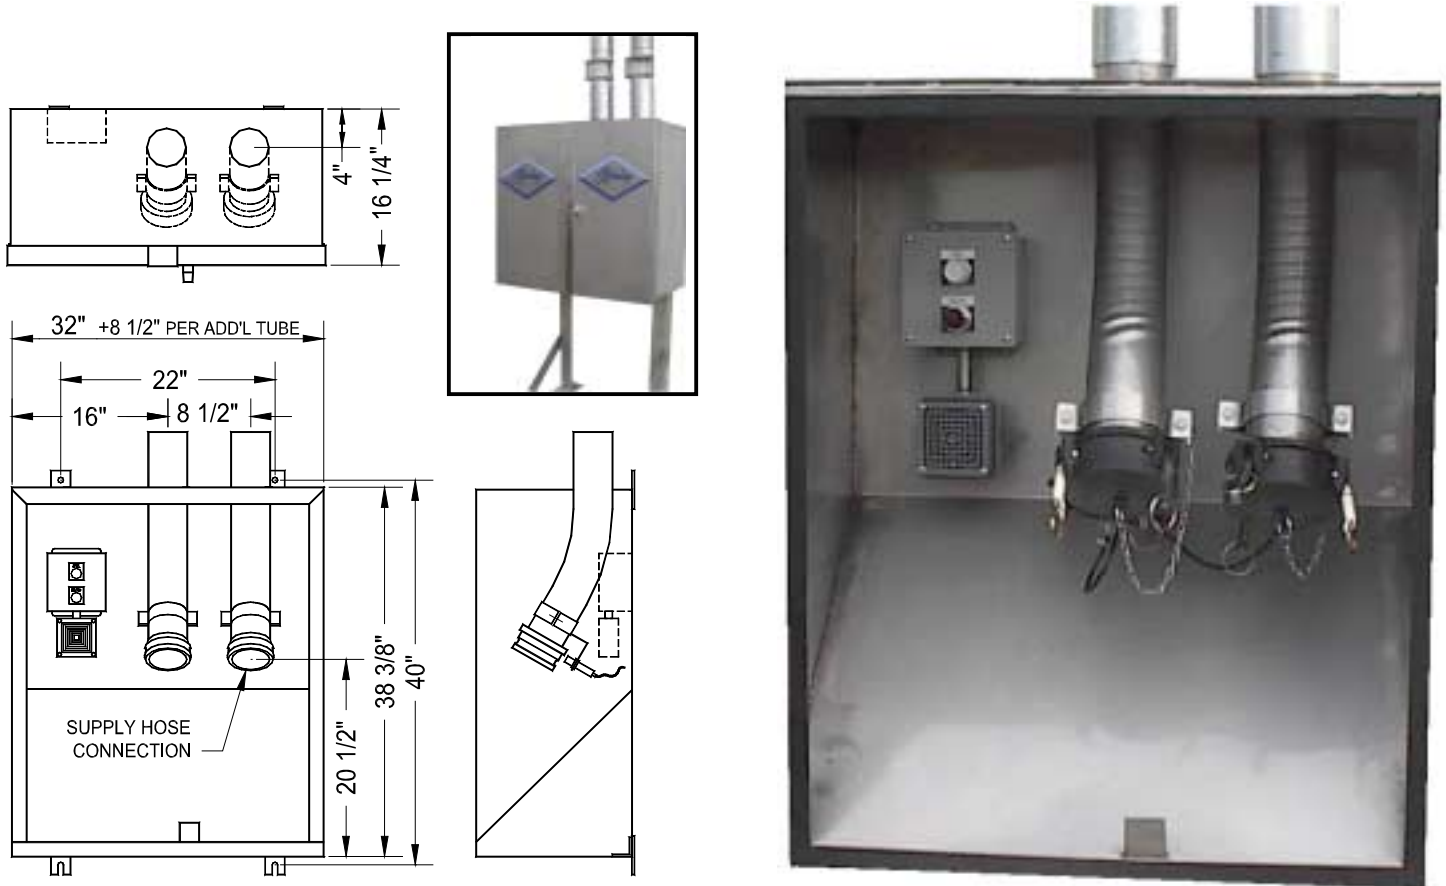 4"
16 1/4"
32" +8 1/2" PER ADD'L TUBE
22"
16" 8 1/2"
SUPPLY HOSE
CONNECTION
20 1/2"
38 3/8"
40"